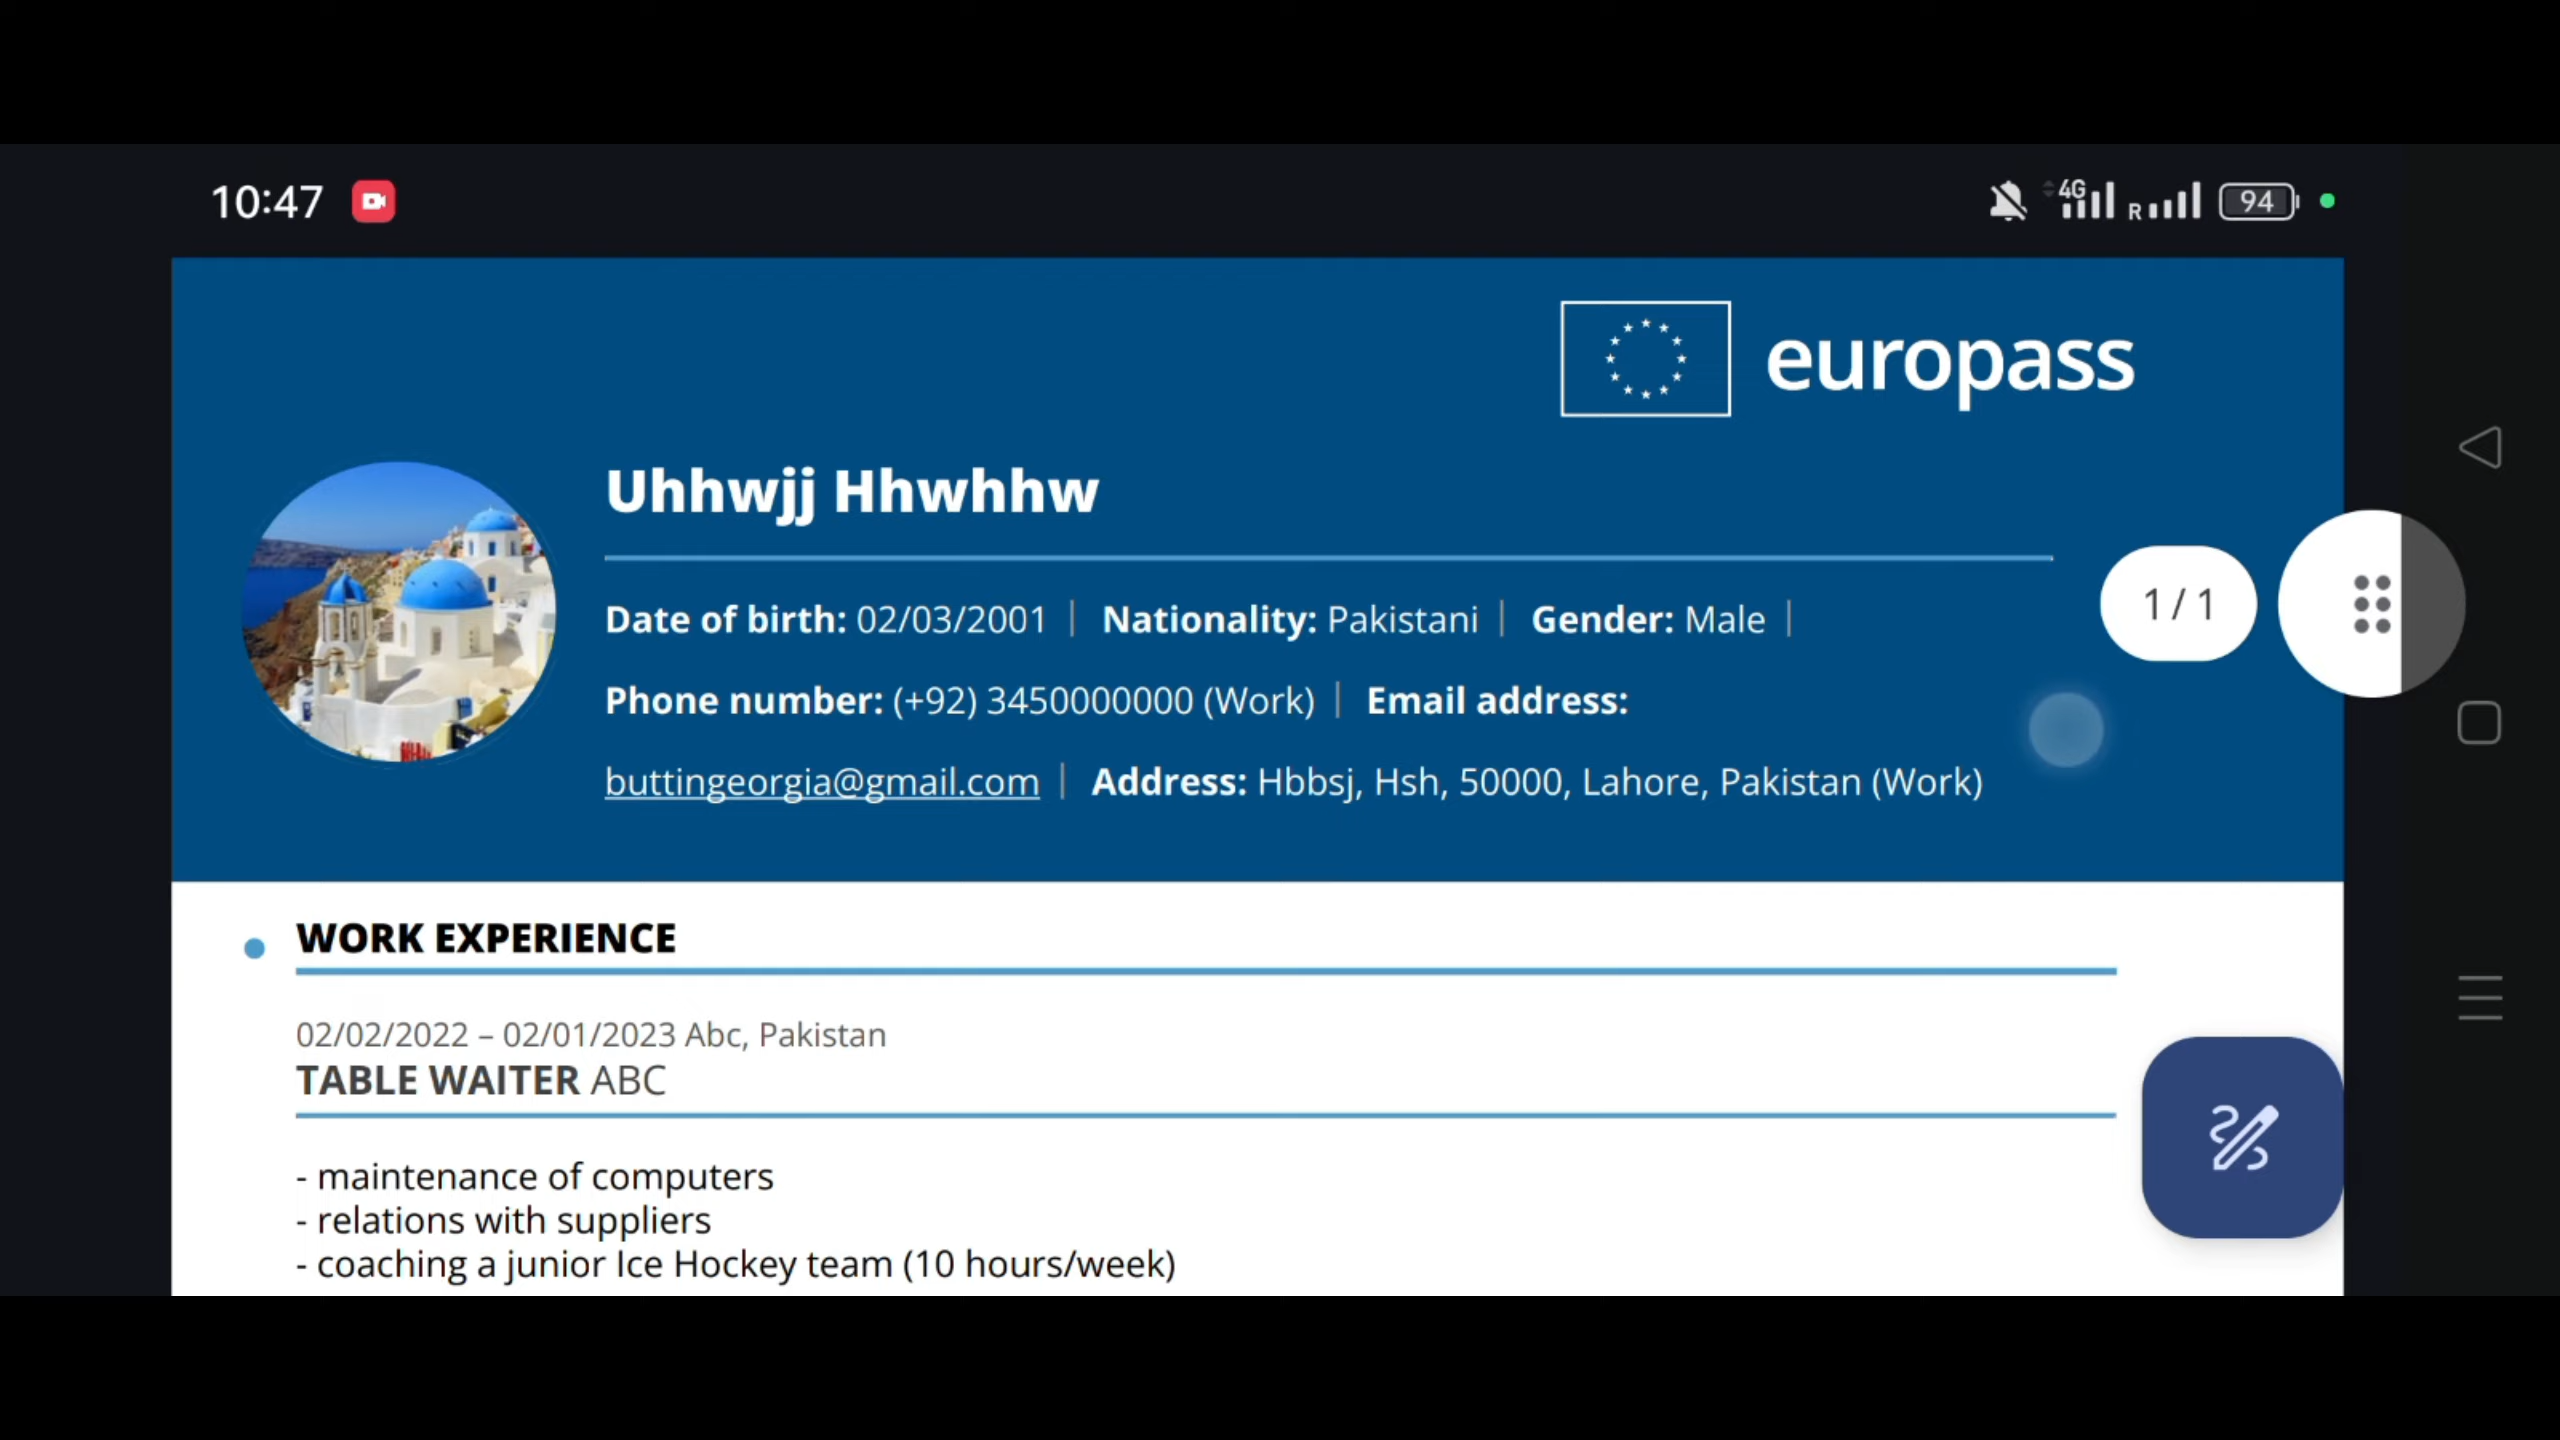 10:47
4G
R
94
europass
Uhhwjj Hhwhhw
Date of birth: 02/03/2001 | Nationality: Pakistani | Gender: Male |
1 / 1
Phone number: (+92) 3450000000 (Work) | Email address:
buttingeorgia@gmail.com | Address: Hbbsj, Hsh, 50000, Lahore, Pakistan (Work)
WORK EXPERIENCE
02/02/2022 – 02/01/2023 Abc, Pakistan
TABLE WAITER ABC
- maintenance of computers
- relations with suppliers
- coaching a junior Ice Hockey team (10 hours/week)